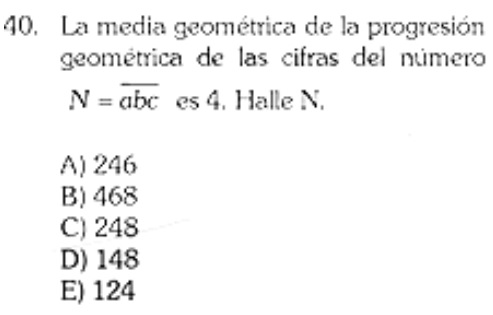 40. La media geométrica de la progresión
geométrica de las cifras del número
N = abc es 4. Halle N.
A) 246
B) 468
C) 248
D) 148
E) 124